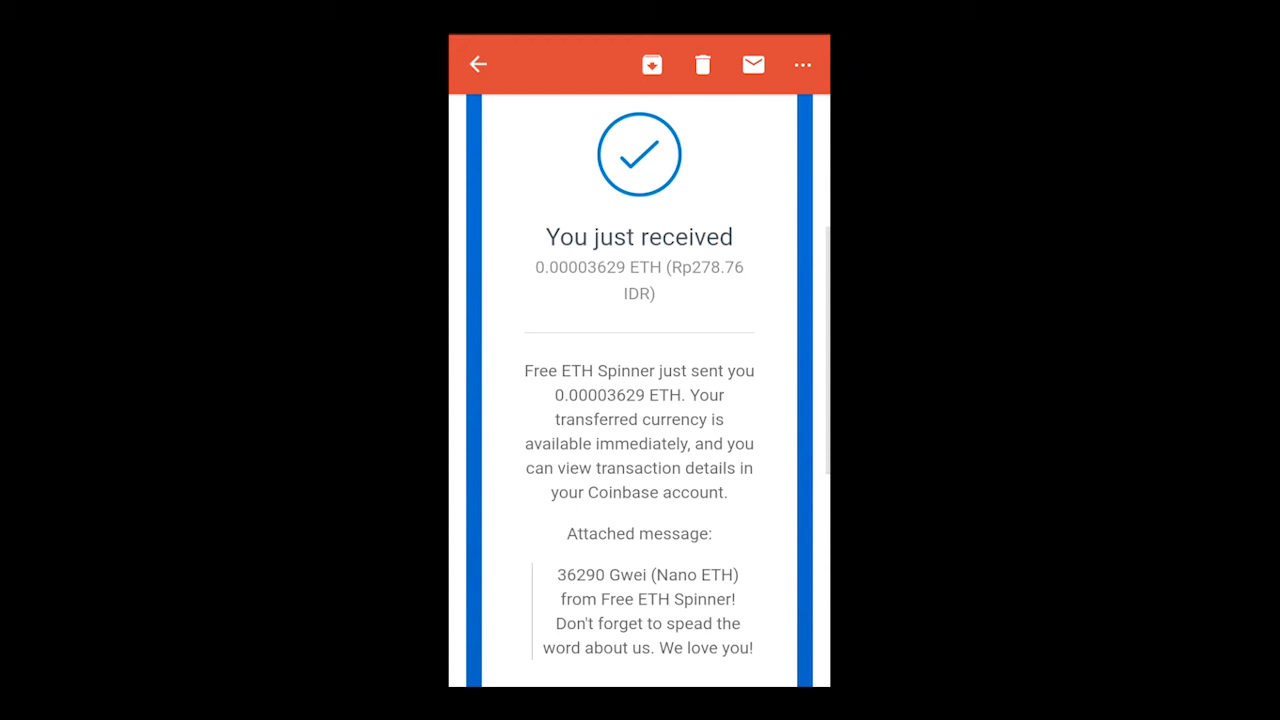 You just received
0.00003629 ETH (Rp278.76
IDR)
Free ETH Spinner just sent you
0.00003629 ETH. Your
transferred currency is
available immediately, and you
can view transaction details in
your Coinbase account.
Attached message:
36290 Gwei (Nano ETH)
from Free ETH Spinner!
Don't forget to spead the
word about us. We love you!